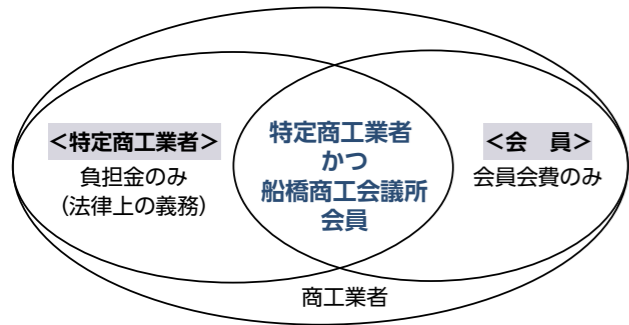 ＜特定商工業者＞
負担金のみ
（法律上の義務）
特定商工業者
かつ
船橋商工会議所
会員
＜会　員＞
会員会費のみ
商工業者